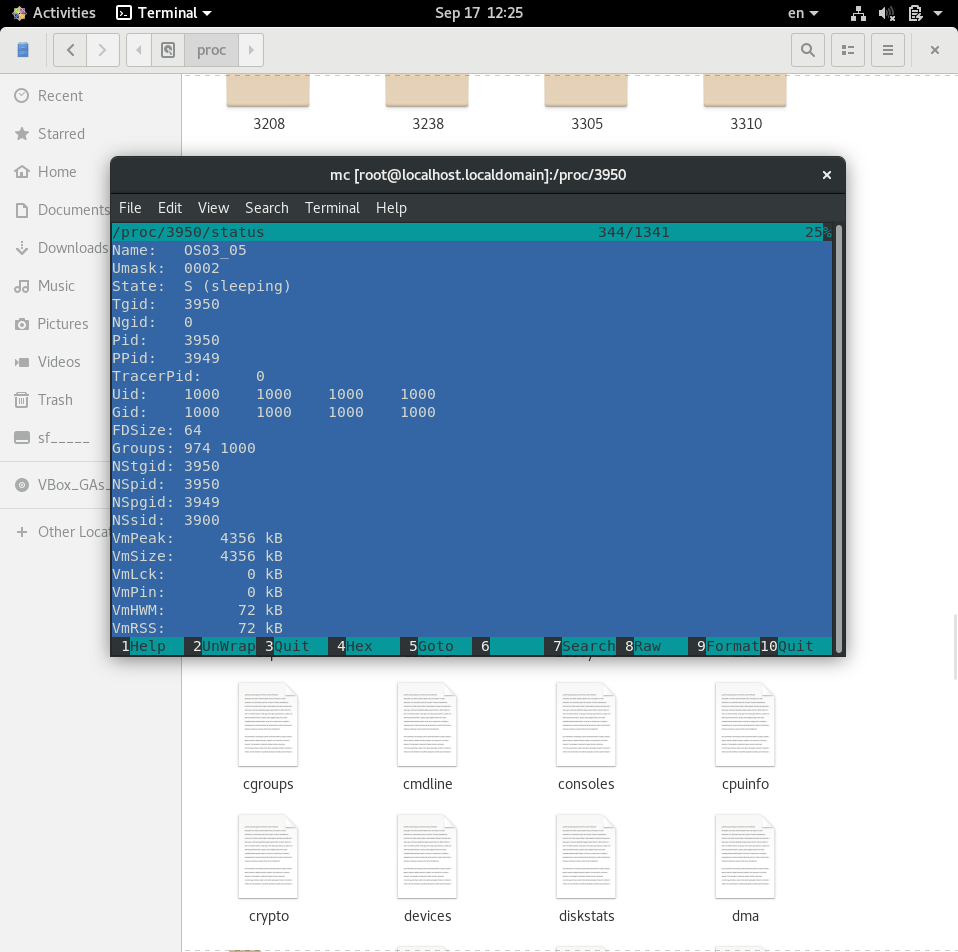 Activities Terminal Sep 17 12:25 en
proc
Recent
Starred
Home
Documents
Downloads
Music
Pictures
Videos
Trash
sf_____
VBox_GAs_
Other Locat
3208 3238 3305 3310
mc [root@localhost.localdomain]:/proc/3950
File Edit View Search Terminal Help
/proc/3950/status 344/1341 25%
Name: OS03_05
Umask: 0002
State: S (sleeping)
Tgid: 3950
Ngid: 0
Pid: 3950
PPid: 3949
TracerPid: 0
Uid: 1000 1000 1000 1000
Gid: 1000 1000 1000 1000
FDSize: 64
Groups: 974 1000
NStgid: 3950
NSpid: 3950
NSpgid: 3949
NSsid: 3900
VmPeak: 4356 kB
VmSize: 4356 kB
VmLck: 0 kB
VmPin: 0 kB
VmHWM: 72 kB
VmRSS: 72 kB
1Help 2UnWrap 3Quit 4Hex 5Goto 6 7Search 8Raw 9Format 10Quit
cgroups cmdline consoles cpuinfo
crypto devices diskstats dma